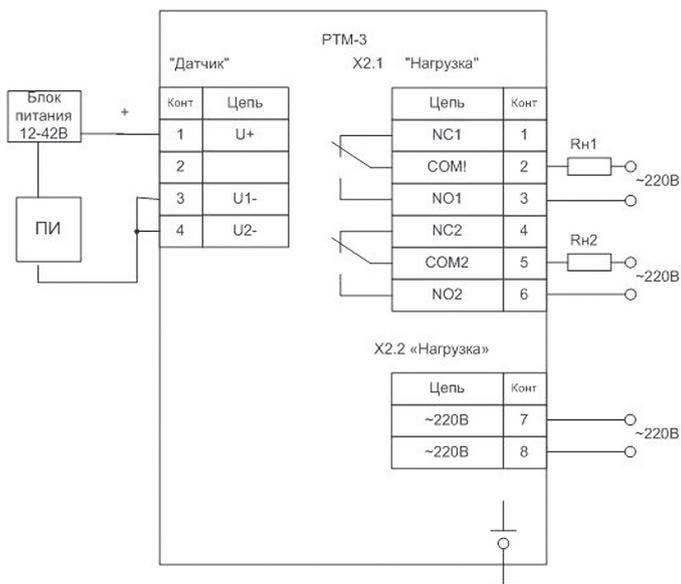 РТМ-3
"Датчик"
X2.1 "Нагрузка"
Блок
питания
12-42В
+
Конт Цепь
1 U+
2
3 U1-
4 U2-
ПИ
Цепь Конт
NC1 1
COM! 2
NO1 3
NC2 4
COM2 5
NO2 6
Rн1
~220В
Rн2
~220В
X2.2 «Нагрузка»
Цепь Конт
~220В 7
~220В 8
~220В